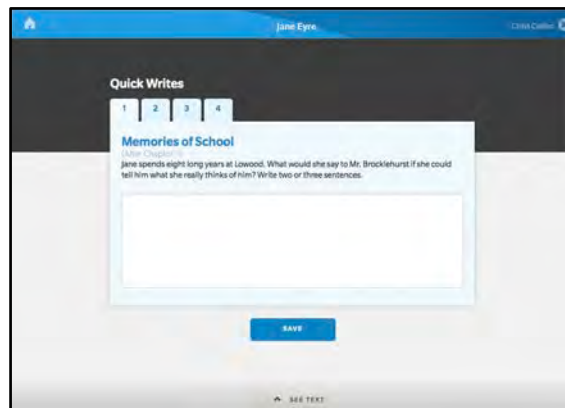 Jane Eyre
Quick Writes
1 2 3 4
Memories of School
Jane spends eight long years at Lowood. What would she say to Mr. Brocklehurst if she could
tell him what she really thinks of him? Write two or three sentences.
SAVE
SEE TEXT